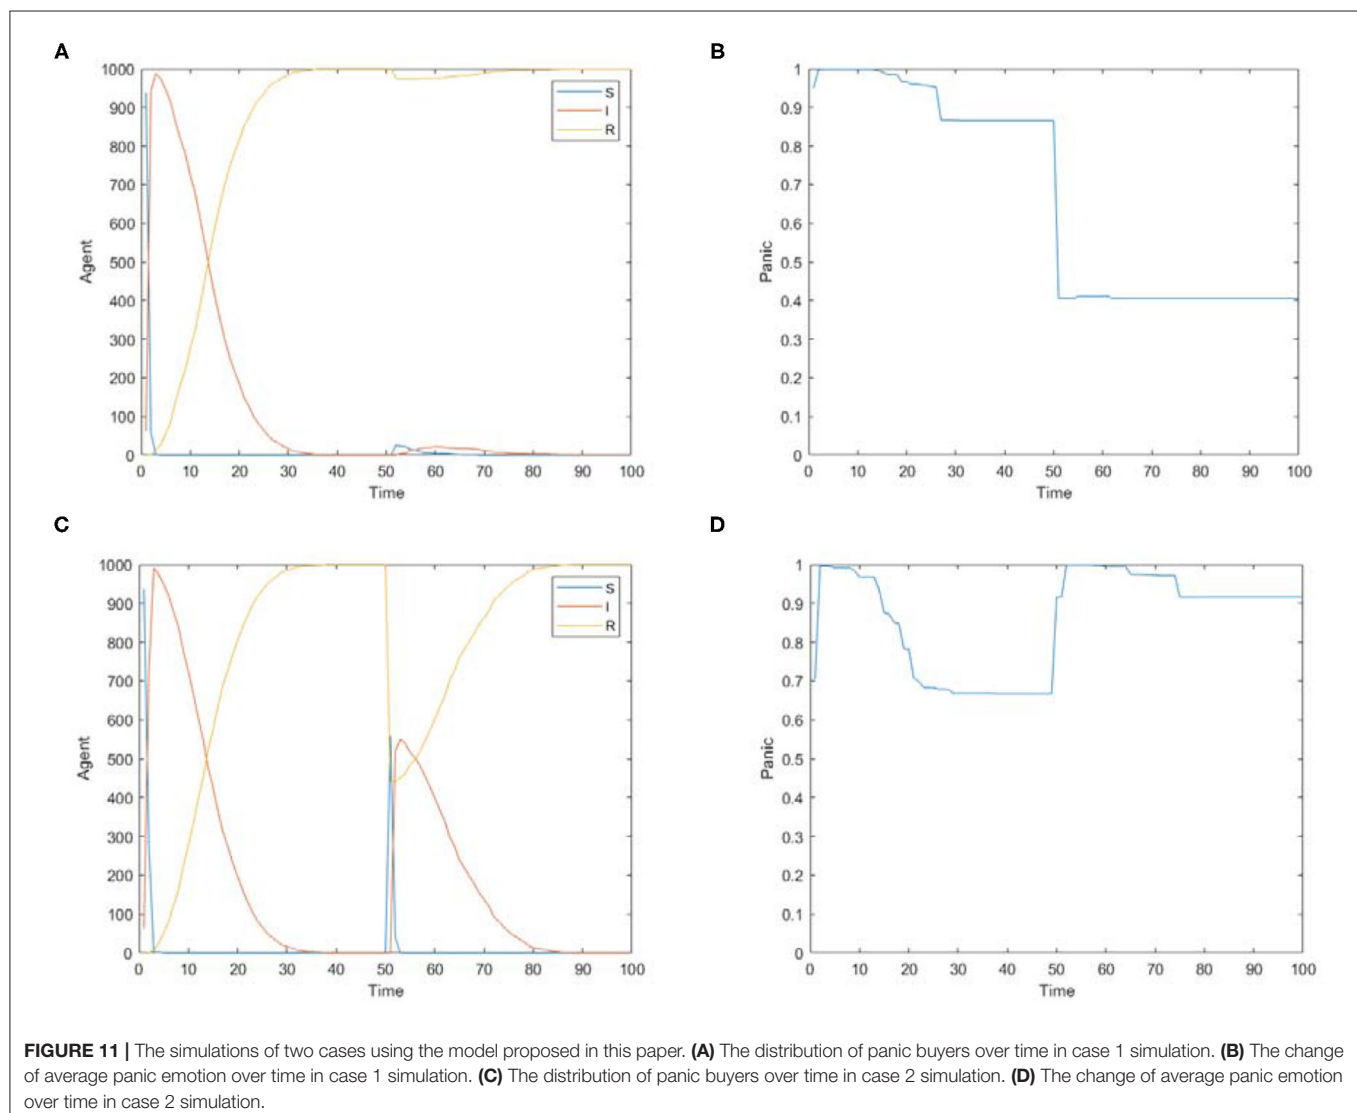 A
B
1000
900
800
700
600
500
400
300
200
100
0
Agent
0 10 20 30 40 50 60 70 80 90 100
Time
S
I
R
1
0.9
0.8
0.7
0.6
0.5
0.4
0.3
0.2
0.1
0
Panic
0 10 20 30 40 50 60 70 80 90 100
Time
C
D
1000
900
800
700
600
500
400
300
200
100
0
Agent
0 10 20 30 40 50 60 70 80 90 100
Time
S
I
R
1
0.9
0.8
0.7
0.6
0.5
0.4
0.3
0.2
0.1
0
Panic
0 10 20 30 40 50 60 70 80 90 100
Time
FIGURE 11 | The simulations of two cases using the model proposed in this paper. (A) The distribution of panic buyers over time in case 1 simulation. (B) The change
of average panic emotion over time in case 1 simulation. (C) The distribution of panic buyers over time in case 2 simulation. (D) The change of average panic emotion
over time in case 2 simulation.